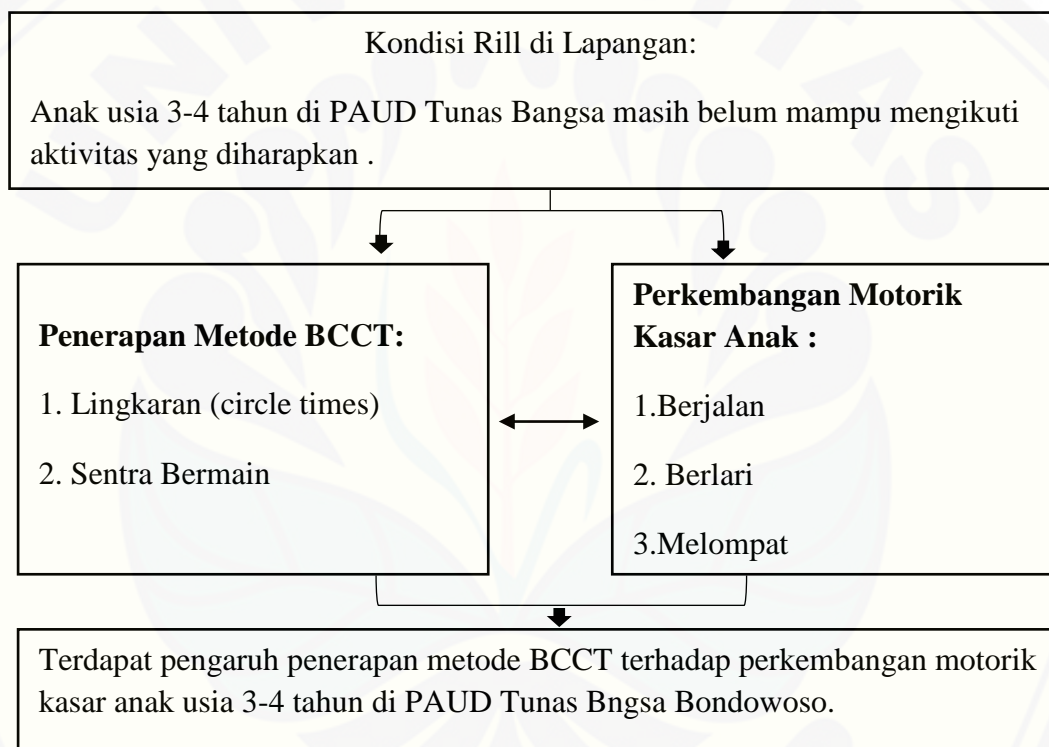 Kondisi Rill di Lapangan:
Anak usia 3-4 tahun di PAUD Tunas Bangsa masih belum mampu mengikuti
aktivitas yang diharapkan .
Penerapan Metode BCCT:
1. Lingkaran (circle times)
2. Sentra Bermain
Perkembangan Motorik
Kasar Anak :
1.Berjalan
2. Berlari
3.Melompat
Terdapat pengaruh penerapan metode BCCT terhadap perkembangan motorik
kasar anak usia 3-4 tahun di PAUD Tunas Bngsa Bondowoso.